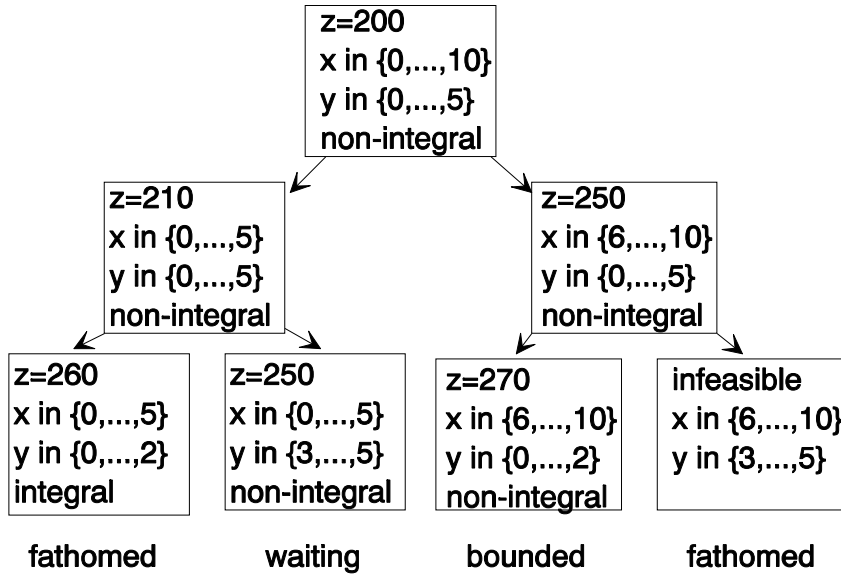 z=200
x in {0,...,10}
y in {0,...,5}
non-integral
z=210
x in {0,...,5}
y in {0,...,5}
non-integral
z=250
x in {6,...,10}
y in {0,...,5}
non-integral
z=260
x in {0,...,5}
y in {0,...,2}
integral
z=250
x in {0,...,5}
y in {3,...,5}
non-integral
z=270
x in {6,...,10}
y in {0,...,2}
non-integral
infeasible
x in {6,...,10}
y in {3,...,5}
fathomed
waiting
bounded
fathomed